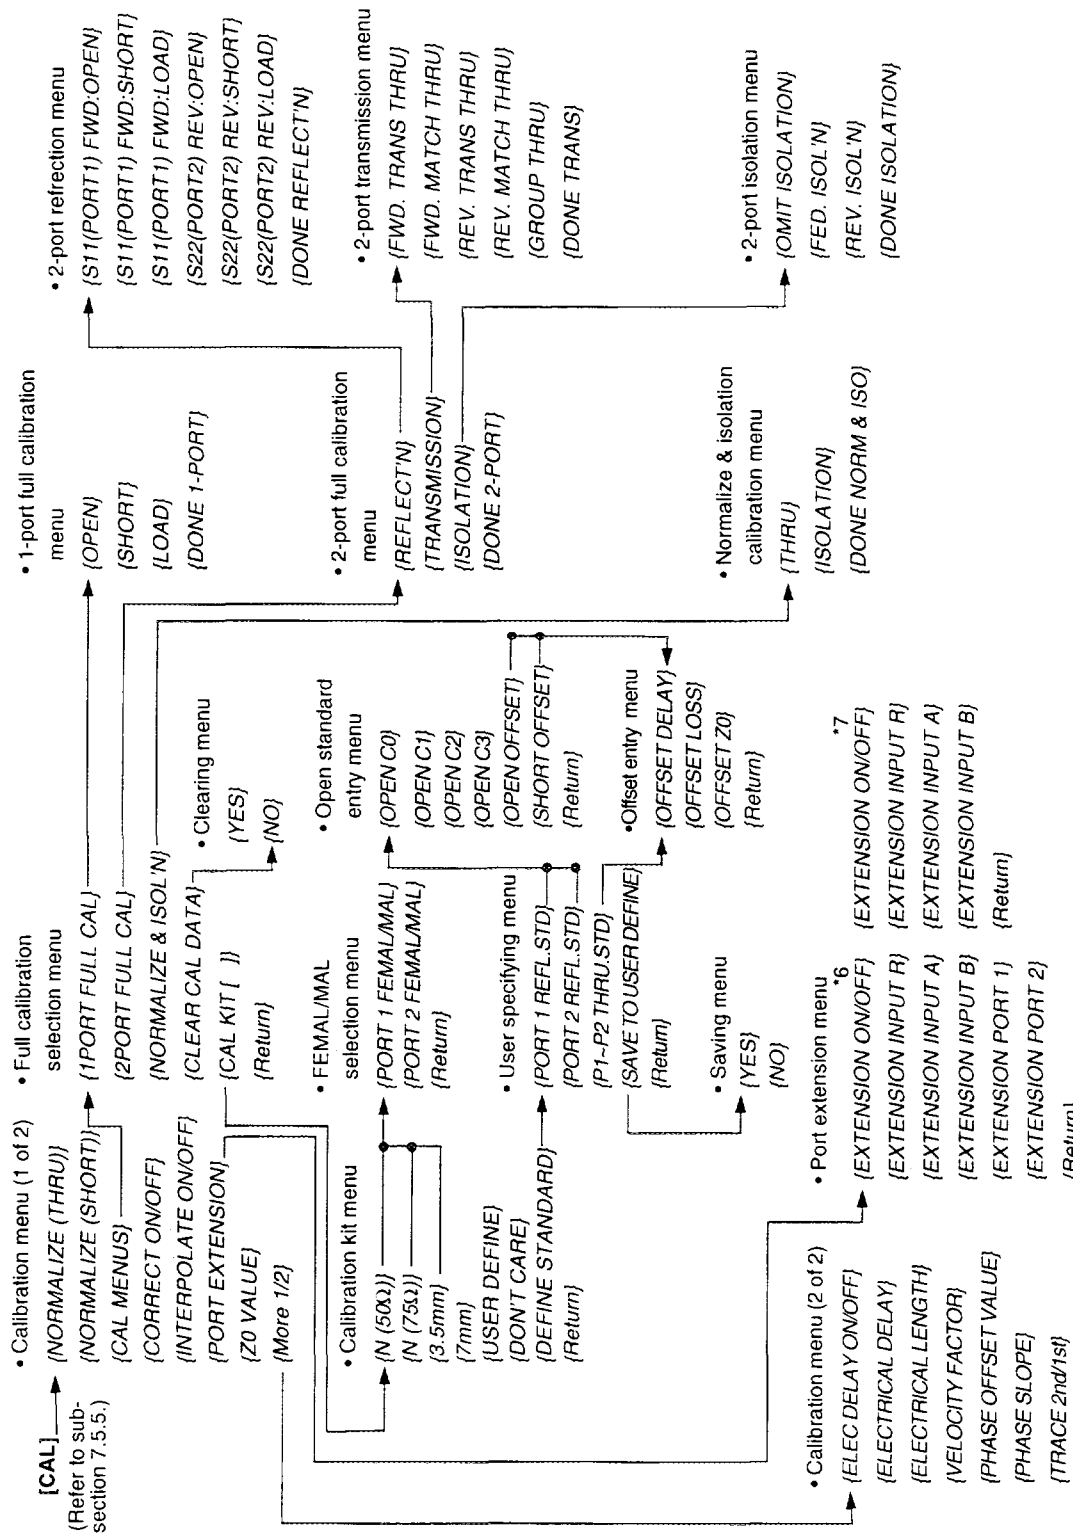 [CAL]
(Refer to sub-
section 7.5.5.)
• Calibration menu (1 of 2)
{NORMALIZE (THRU)}
{NORMALIZE (SHORT)}
{CAL MENUS}
{CORRECT ON/OFF}
{INTERPOLATE ON/OFF}
{PORT EXTENSION}
{Z0 VALUE}
{More 1/2}
• Full calibration
selection menu
{1PORT FULL CAL}
{2PORT FULL CAL}
{NORMALIZE & ISOL'N}
{CLEAR CAL DATA}
{CAL KIT [ ]}
{Return}
• Clearing menu
{YES}
{NO}
• 1-port full calibration
menu
{OPEN}
{SHORT}
{LOAD}
{DONE 1-PORT}
• 2-port full calibration
menu
{REFLECT'N}
{TRANSMISSION}
{ISOLATION}
{DONE 2-PORT}
• Normalize & isolation
calibration menu
{THRU}
{ISOLATION}
{DONE NORM & ISO}
• 2-port refrection menu
{S11(PORT1) FWD:OPEN}
{S11(PORT1) FWD:SHORT}
{S11(PORT1) FWD:LOAD}
{S22(PORT2) REV:OPEN}
{S22(PORT2) REV:SHORT}
{S22(PORT2) REV:LOAD}
{DONE REFLECT'N}
• 2-port transmission menu
{FWD. TRANS THRU}
{FWD. MATCH THRU}
{REV. TRANS THRU}
{REV. MATCH THRU}
{GROUP THRU}
{DONE TRANS}
• 2-port isolation menu
{OMIT ISOLATION}
{FED. ISOL'N}
{REV. ISOL'N}
{DONE ISOLATION}
• Calibration kit menu
{N (50Ω)}
{N (75Ω)}
{3.5mm}
{7mm}
{USER DEFINE}
{DON'T CARE}
{DEFINE STANDARD}
{Return}
• FEMAL/MAL
selection menu
{PORT 1 FEMAL/MAL}
{PORT 2 FEMAL/MAL}
{Return}
• User specifying menu
{PORT 1 REFL.STD}
{PORT 2 REFL.STD}
{P1~P2 THRU.STD}
{SAVE TO USER DEFINE}
{Return}
• Saving menu
{YES}
{NO}
• Open standard
entry menu
{OPEN C0}
{OPEN C1}
{OPEN C2}
{OPEN C3}
{OPEN OFFSET}
{SHORT OFFSET}
{Return}
•Offset entry menu
{OFFSET DELAY}
{OFFSET LOSS}
{OFFSET Z0}
{Return}
• Calibration menu (2 of 2)
{ELEC DELAY ON/OFF}
{ELECTRICAL DELAY}
{ELECTRICAL LENGTH}
{VELOCITY FACTOR}
{PHASE OFFSET VALUE}
{PHASE SLOPE}
{TRACE 2nd/1st}
• Port extension menu
*6
{EXTENSION ON/OFF}
{EXTENSION INPUT R}
{EXTENSION INPUT A}
{EXTENSION INPUT B}
{EXTENSION PORT 1}
{EXTENSION PORT 2}
{Return}
*7
{EXTENSION ON/OFF}
{EXTENSION INPUT R}
{EXTENSION INPUT A}
{EXTENSION INPUT B}
{Return}